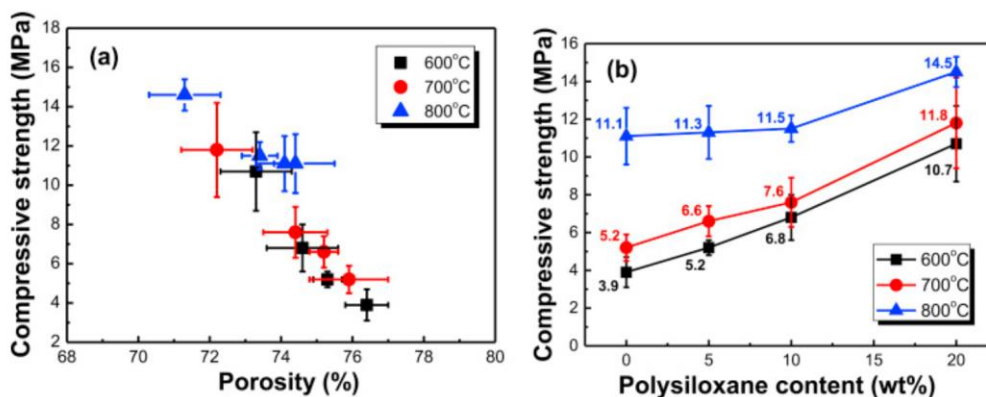 (a)
600°C
700°C
800°C
Compressive strength (MPa)
16
14
12
10
8
6
4
2
68 70 72 74 76 78 80
Porosity (%)
(b)
Compressive strength (MPa)
18
16
14
12
10
8
6
4
2
0
11.1 11.3 11.5 14.5
5.2 6.6 7.6 11.8
3.9 5.2 6.8 10.7
600°C
700°C
800°C
0 5 10 15 20
Polysiloxane content (wt%)